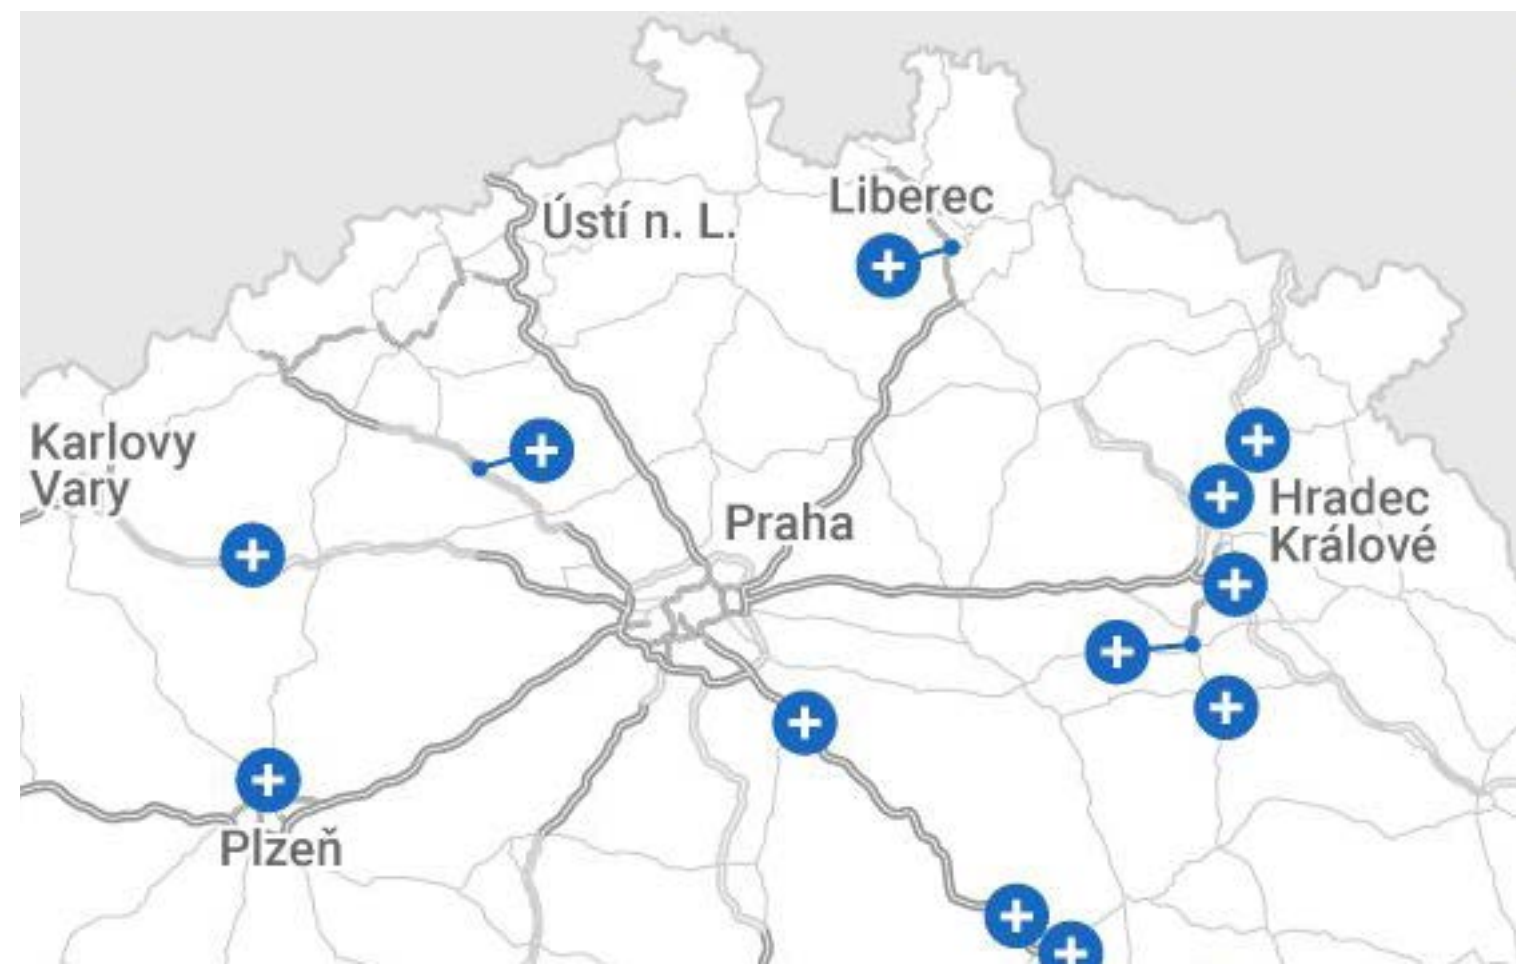 Liberec
Ústí n. L.
Karlovy
Vary
Praha
Hradec
Králové
Plzeň